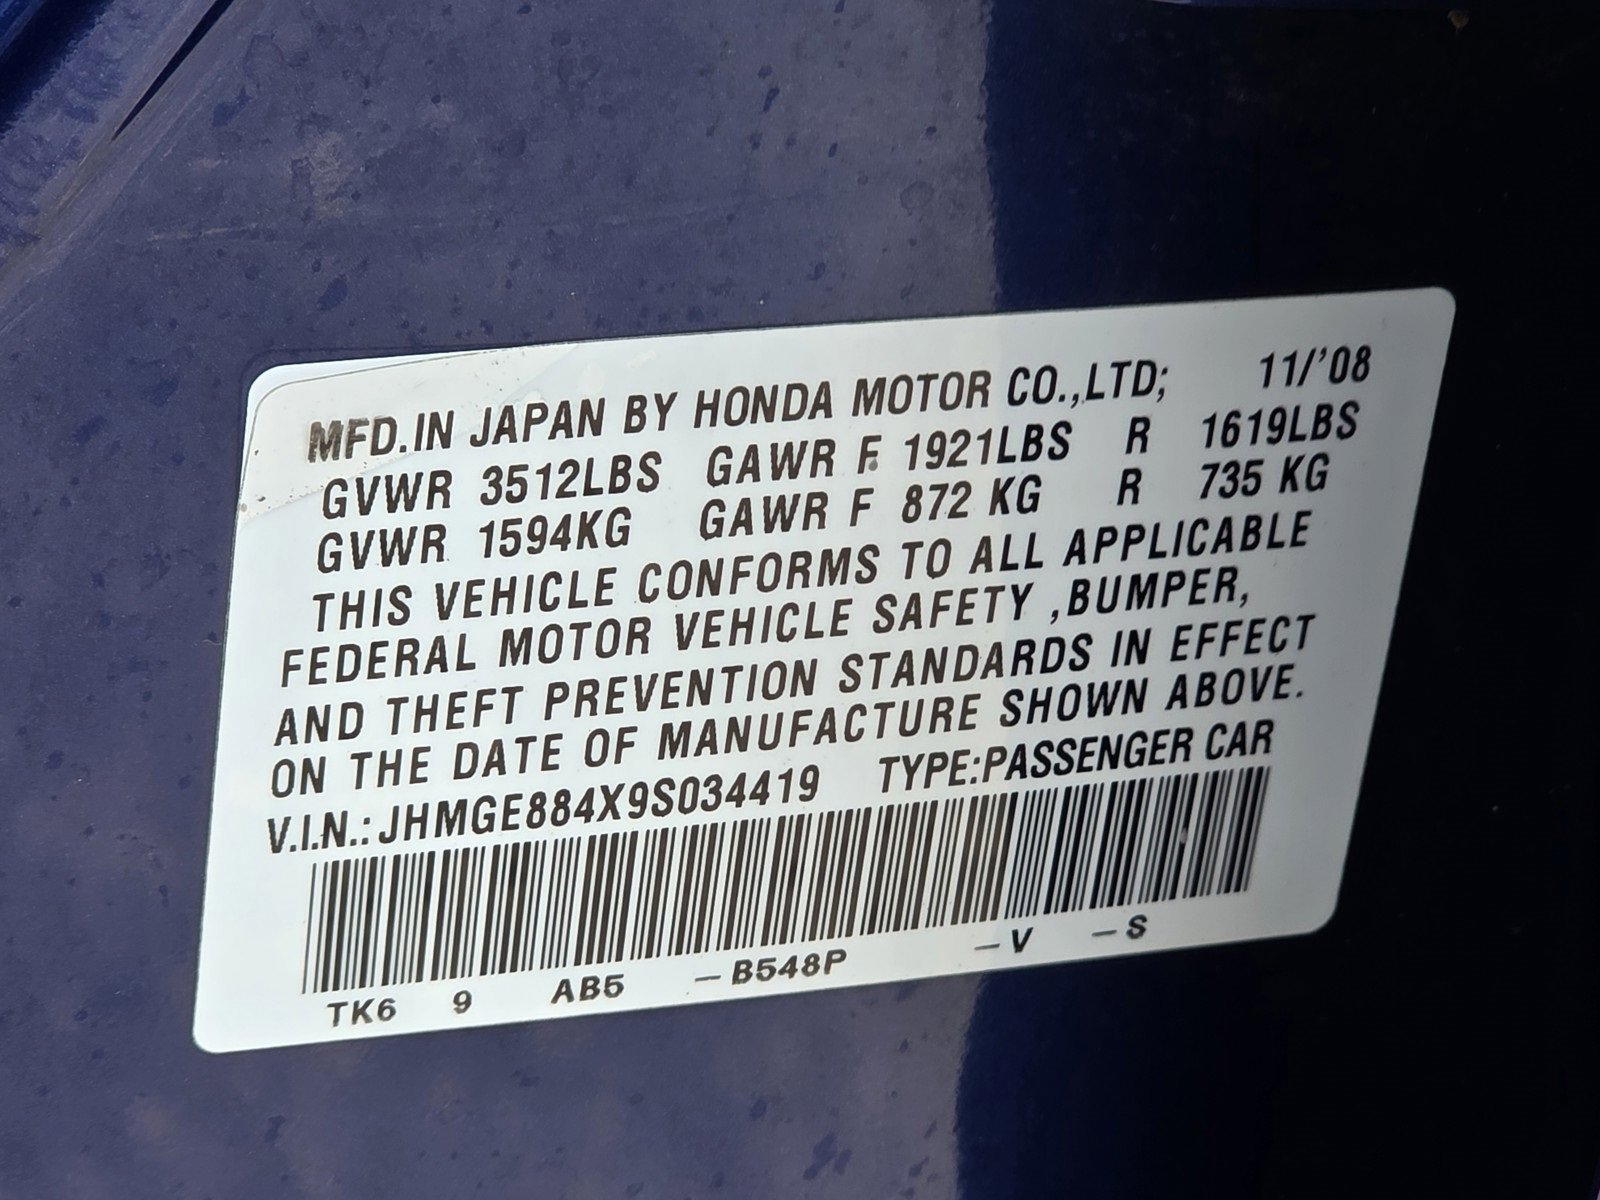 MFD.IN JAPAN BY HONDA MOTOR CO.,LTD; 11/'08
GVWR 3512LBS GAWR F 1921LBS R 1619LBS
GVWR 1594KG GAWR F 872 KG R 735 KG
THIS VEHICLE CONFORMS TO ALL APPLICABLE
FEDERAL MOTOR VEHICLE SAFETY ,BUMPER,
AND THEFT PREVENTION STANDARDS IN EFFECT
ON THE DATE OF MANUFACTURE SHOWN ABOVE.
V.I.N.: JHMGE884X9S034419 TYPE:PASSENGER CAR
TK6 9 AB5 -B548P -V -S